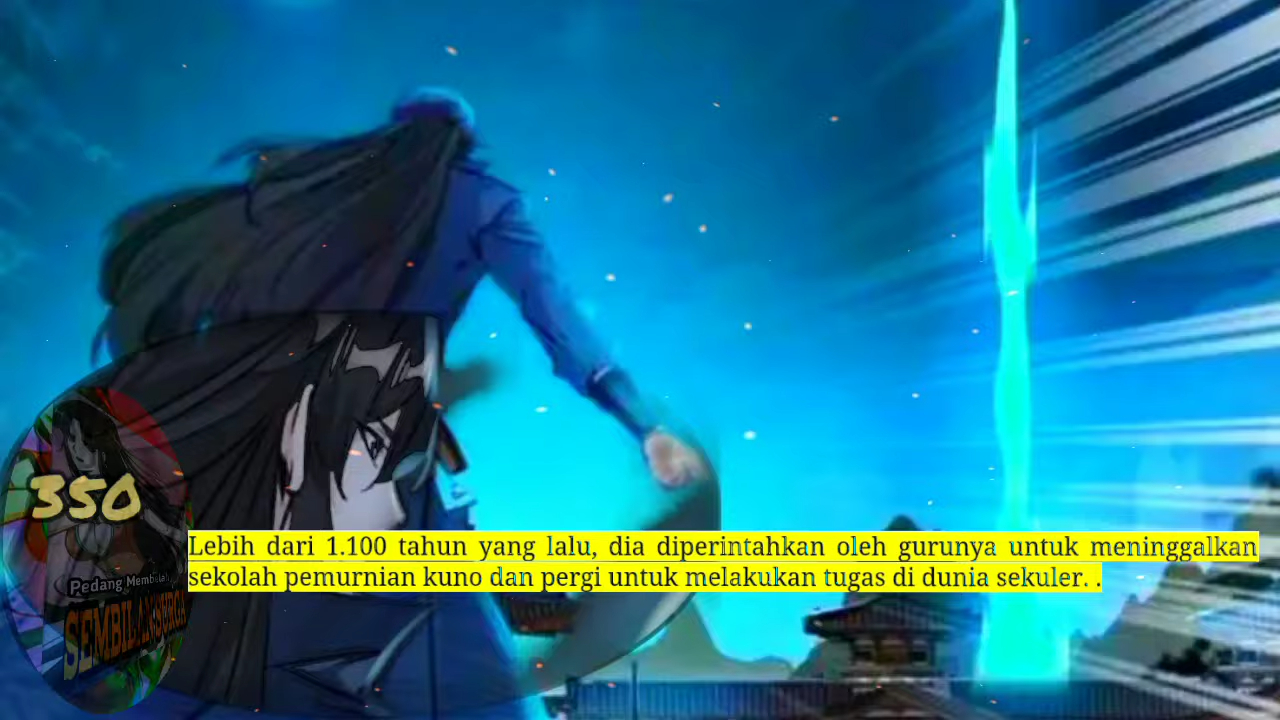 350
Pedang Membelah
SEMBILAN SURGA
Lebih dari 1.100 tahun yang lalu, dia diperintahkan oleh gurunya untuk meninggalkan
sekolah pemurnian kuno dan pergi untuk melakukan tugas di dunia sekuler. .